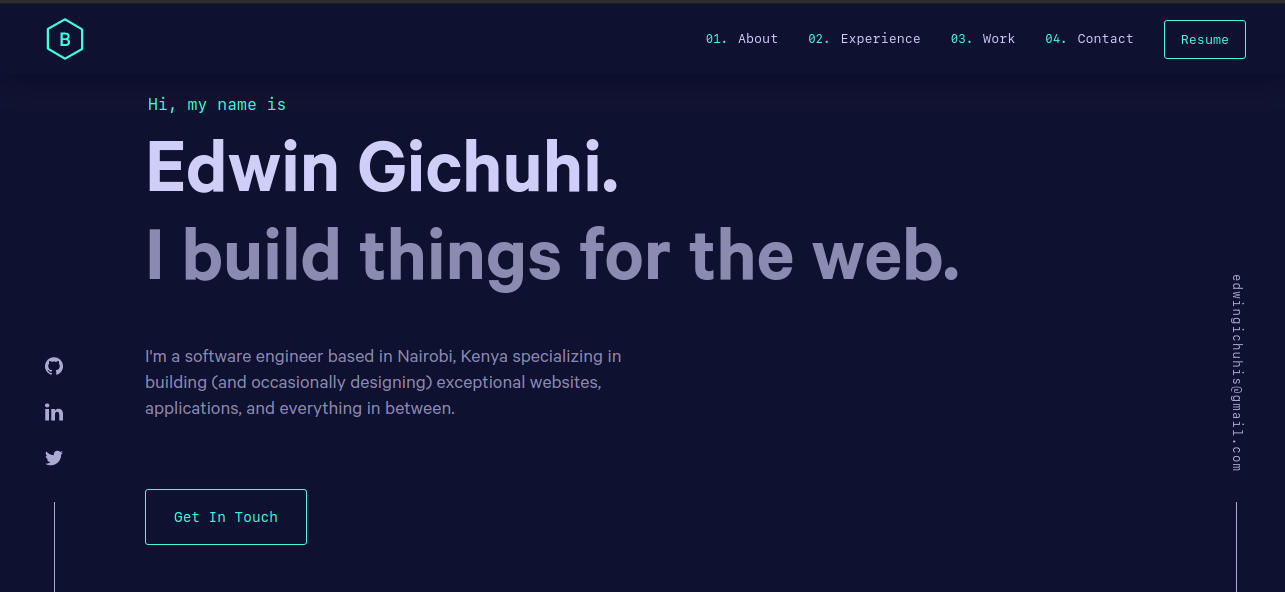 B
01. About 02. Experience 03. Work 04. Contact Resume
Hi, my name is
Edwin Gichuhi.
I build things for the web.
I'm a software engineer based in Nairobi, Kenya specializing in
building (and occasionally designing) exceptional websites,
applications, and everything in between.
Get In Touch
edwingichuhis@gmail.com